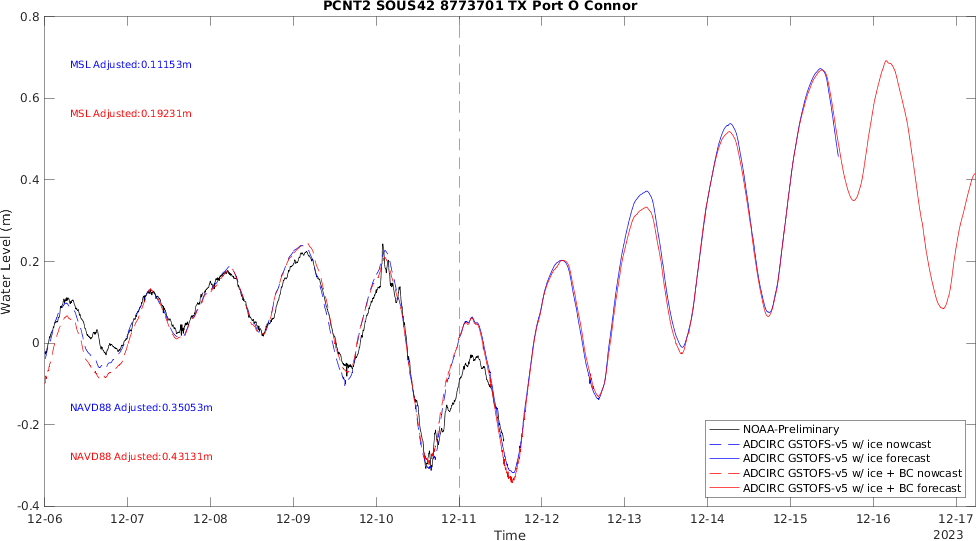 PCNT2 SOUS42 8773701 TX Port O Connor
0.8
MSL Adjusted:0.11153m
0.6
MSL Adjusted:0.19231m
0.4
0.2
Water Level (m)
0
NAVD88 Adjusted:0.35053m
-0.2
NAVD88 Adjusted:0.43131m
NOAA-Preliminary
ADCIRC GSTOFS-v5 w/ ice nowcast
ADCIRC GSTOFS-v5 w/ ice forecast
ADCIRC GSTOFS-v5 w/ ice + BC nowcast
ADCIRC GSTOFS-v5 w/ ice + BC forecast
-0.4
12-06 12-07 12-08 12-09 12-10 12-11 12-12 12-13 12-14 12-15 12-16 12-17
Time
2023